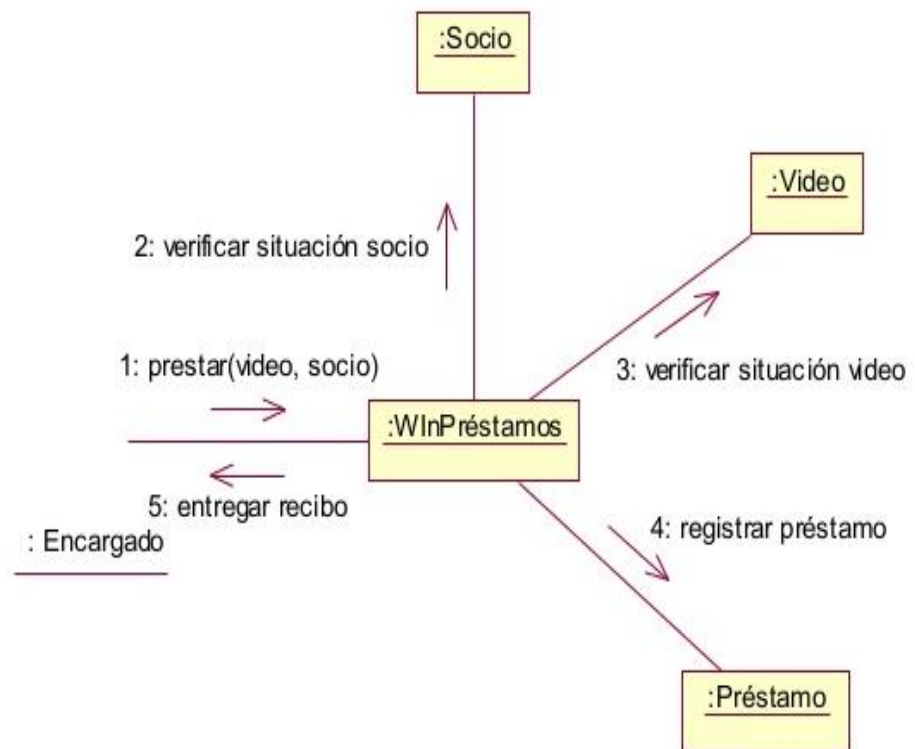 :Socio
:Video
2: verificar situación socio
1: prestar(video, socio)
3: verificar situación video
:WInPréstamos
5: entregar recibo
4: registrar préstamo
: Encargado
:Préstamo